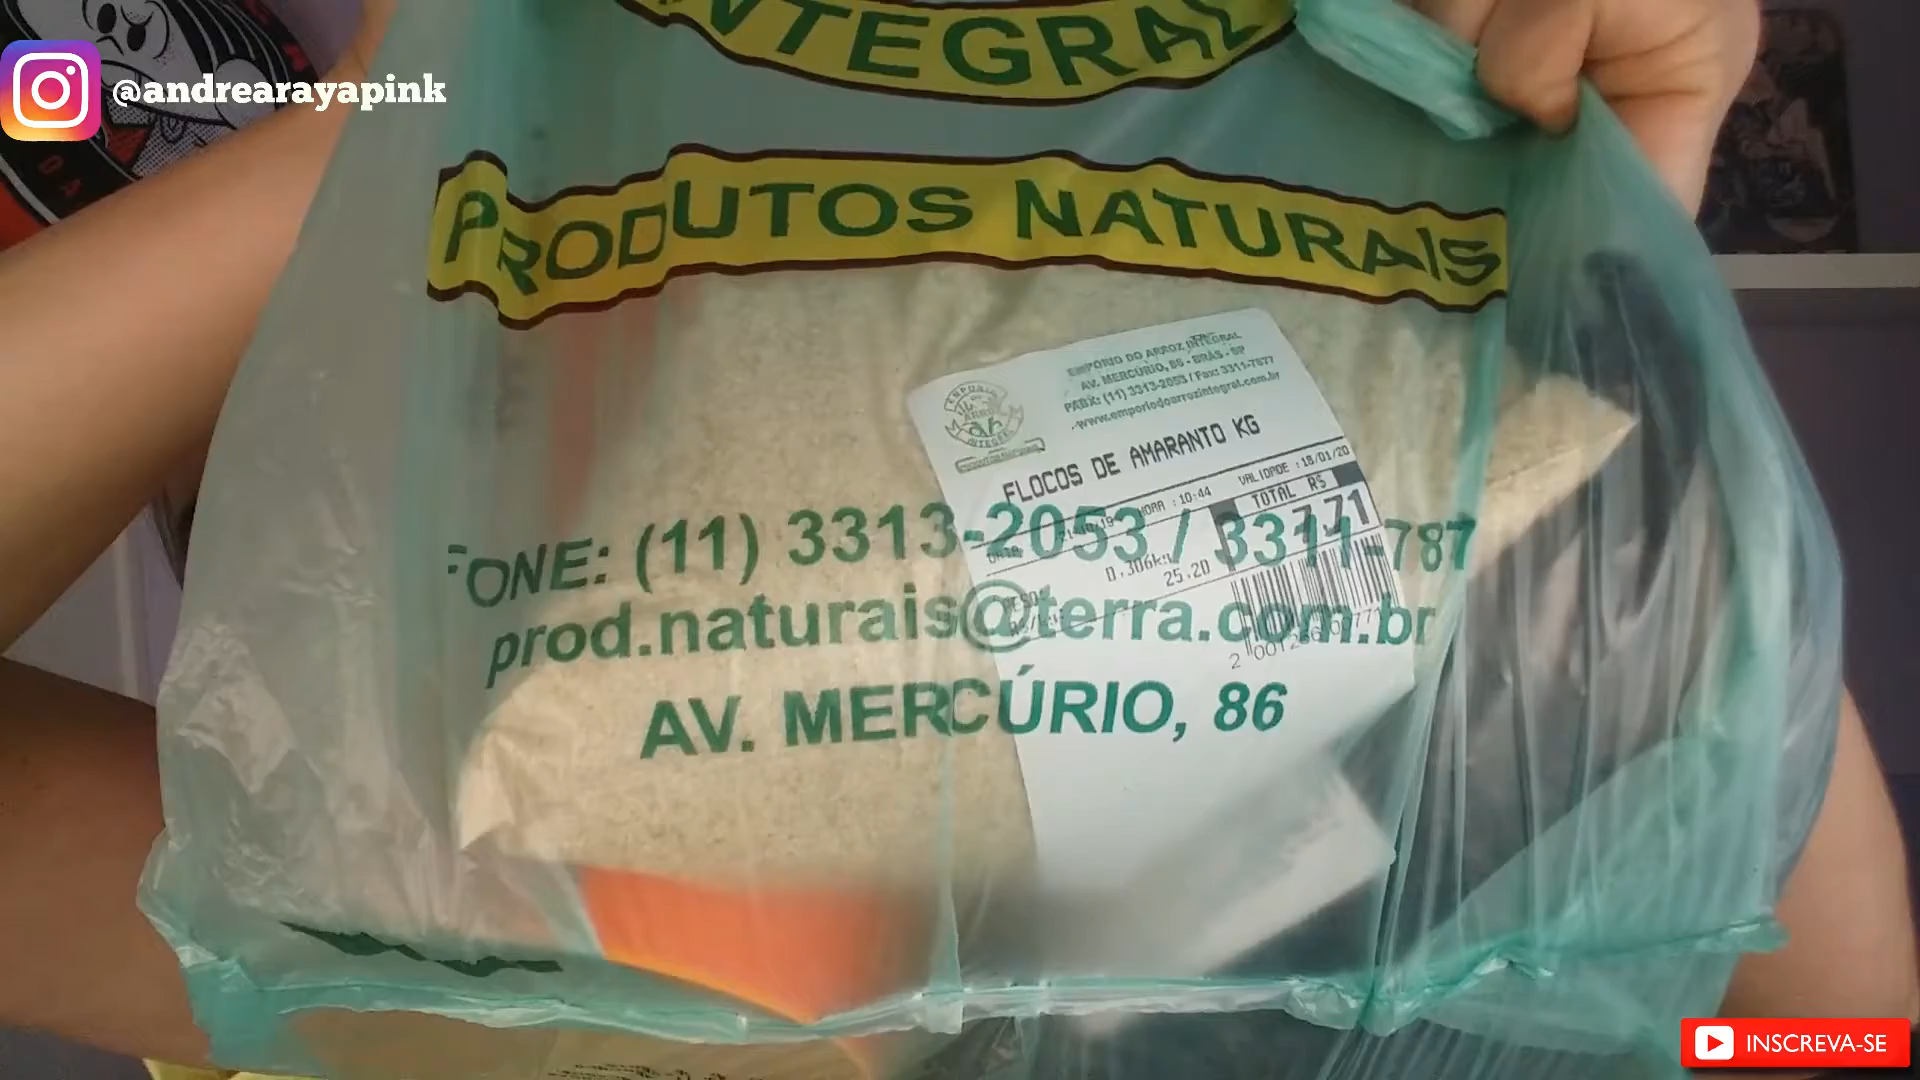 @andrearayapink
INTEGRAL
PRODUTOS NATURAIS
EMPÓRIO DO ARROZ INTEGRAL
AV. MERCÚRIO, 86 - BRÁS - SP
PABX: (11) 3313-2053 / Fax: 3311-7877
www.emporiodoarrozintegral.com.br
FLOCOS DE AMARANTO KG
HORA :10:44 VALIDADE :18/01/20
TOTAL R$
7,71
0,306kg
25,20
FONE: (11) 3313-2053 / 3311-787
prod.naturais@terra.com.br
AV. MERCÚRIO, 86
INSCREVA-SE